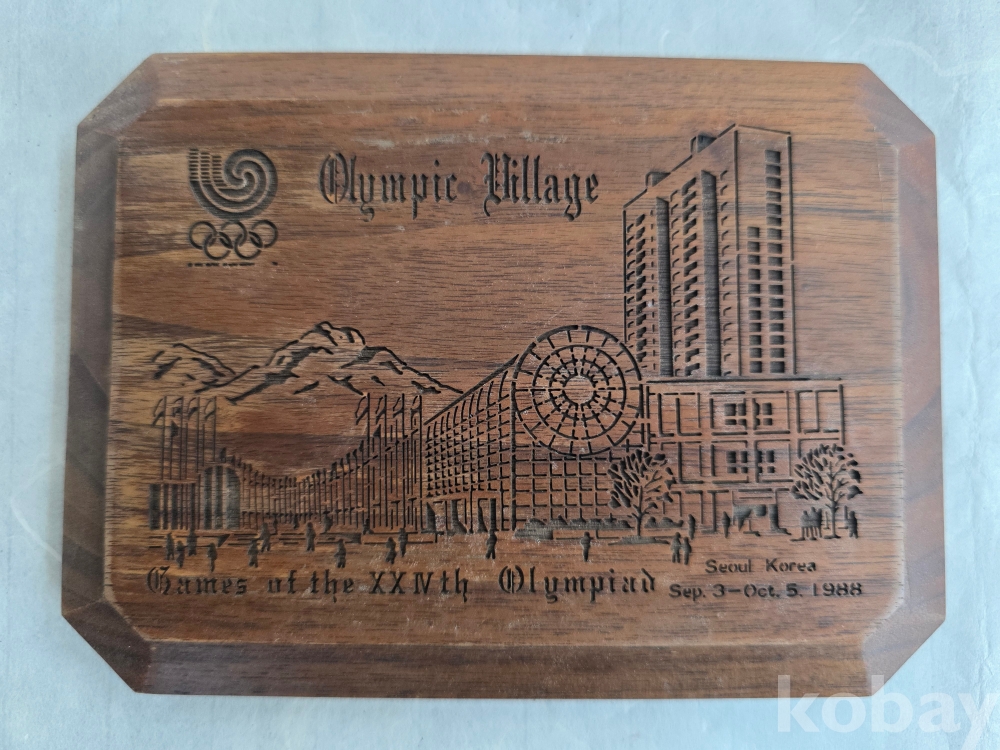 Olympic Village
Games of the XXIVth Olympiad
Seoul Korea
Sep. 3-Oct. 5. 1988
kobay